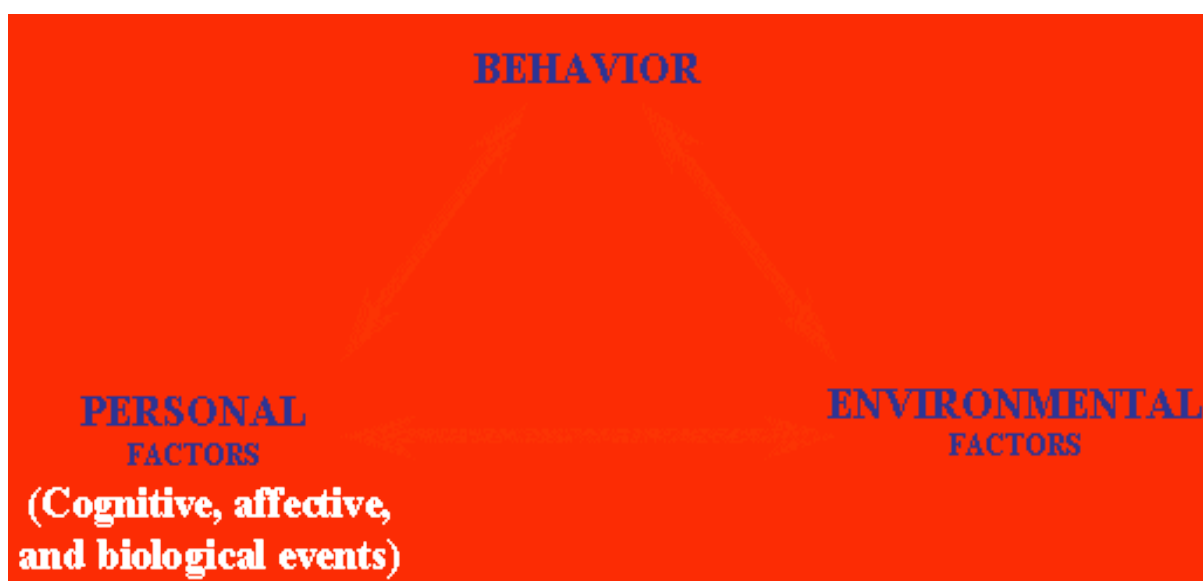 BEHAVIOR
PERSONAL
FACTORS
(Cognitive, affective,
and biological events)
ENVIRONMENTAL
FACTORS